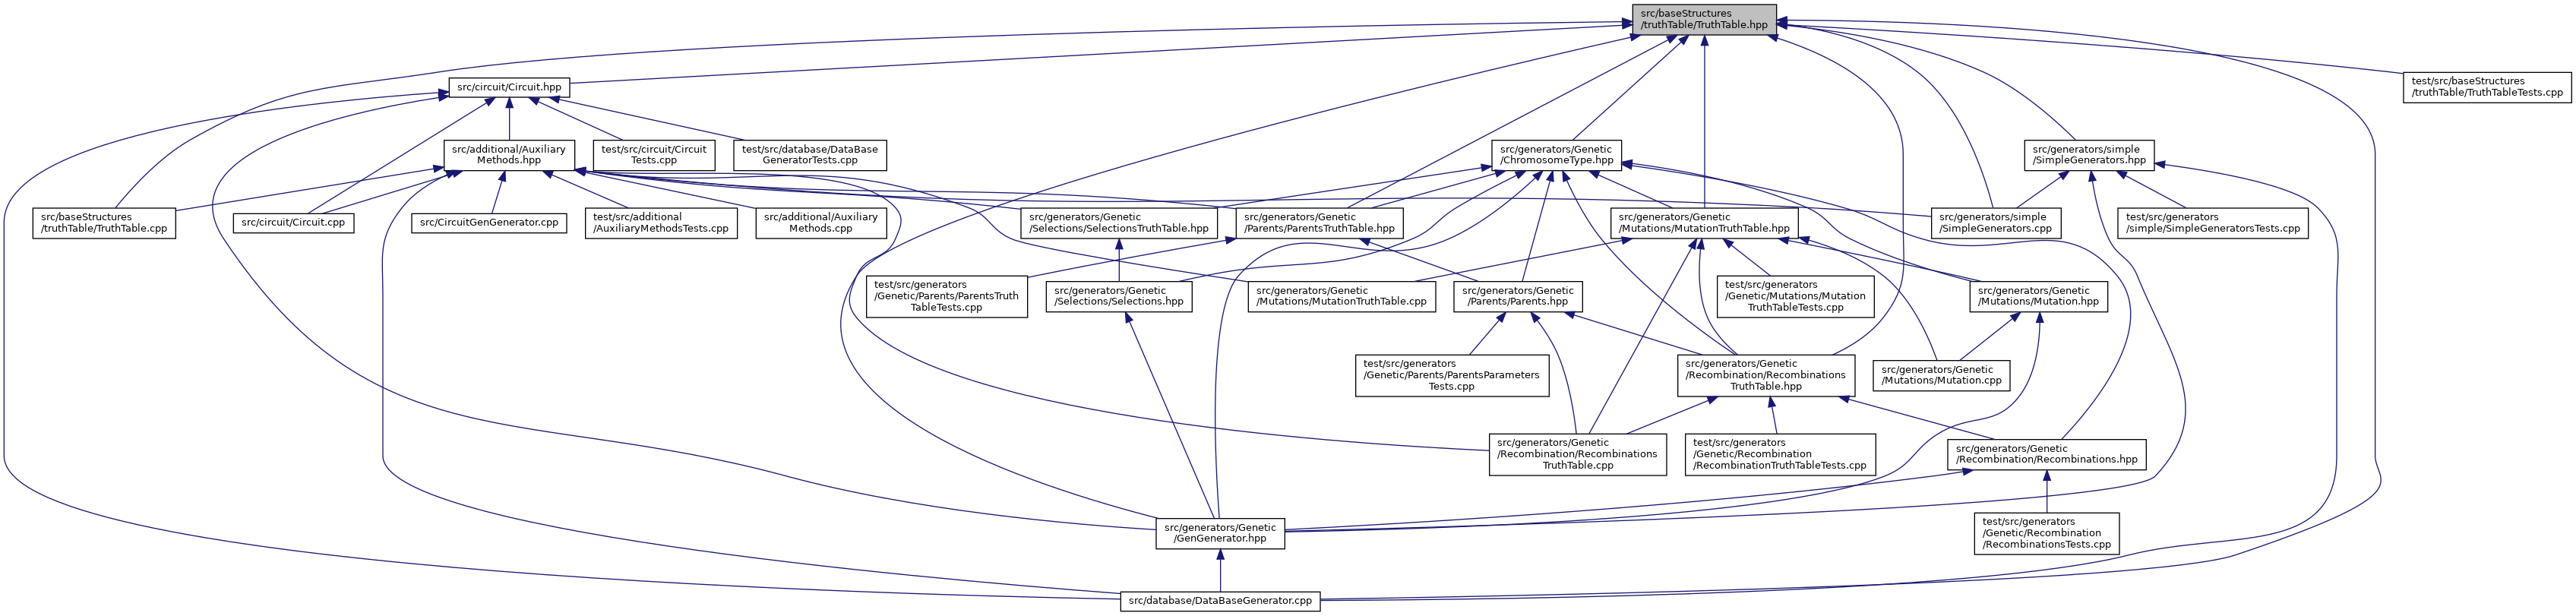 src/baseStructures
/truthTable/TruthTable.hpp
src/circuit/Circuit.hpp
test/src/baseStructures
/truthTable/TruthTableTests.cpp
src/additional/Auxiliary
Methods.hpp
test/src/circuit/Circuit
Tests.cpp
test/src/database/DataBase
GeneratorTests.cpp
src/generators/Genetic
/ChromosomeType.hpp
src/generators/simple
/SimpleGenerators.hpp
src/baseStructures
/truthTable/TruthTable.cpp
src/circuit/Circuit.cpp
src/CircuitGenGenerator.cpp
test/src/additional
/AuxiliaryMethodsTests.cpp
src/additional/Auxiliary
Methods.cpp
src/generators/Genetic
/Selections/SelectionsTruthTable.hpp
src/generators/Genetic
/Parents/ParentsTruthTable.hpp
src/generators/Genetic
/Mutations/MutationTruthTable.hpp
src/generators/simple
/SimpleGenerators.cpp
test/src/generators
/simple/SimpleGeneratorsTests.cpp
test/src/generators
/Genetic/Parents/ParentsTruth
TableTests.cpp
src/generators/Genetic
/Selections/Selections.hpp
src/generators/Genetic
/Mutations/MutationTruthTable.cpp
src/generators/Genetic
/Parents/Parents.hpp
test/src/generators
/Genetic/Mutations/Mutation
TruthTableTests.cpp
src/generators/Genetic
/Mutations/Mutation.hpp
test/src/generators
/Genetic/Parents/ParentsParameters
Tests.cpp
src/generators/Genetic
/Recombination/Recombinations
TruthTable.hpp
src/generators/Genetic
/Mutations/Mutation.cpp
src/generators/Genetic
/Recombination/Recombinations
TruthTable.cpp
test/src/generators
/Genetic/Recombination
/RecombinationTruthTableTests.cpp
src/generators/Genetic
/Recombination/Recombinations.hpp
src/generators/Genetic
/GenGenerator.hpp
test/src/generators
/Genetic/Recombination
/RecombinationsTests.cpp
src/database/DataBaseGenerator.cpp